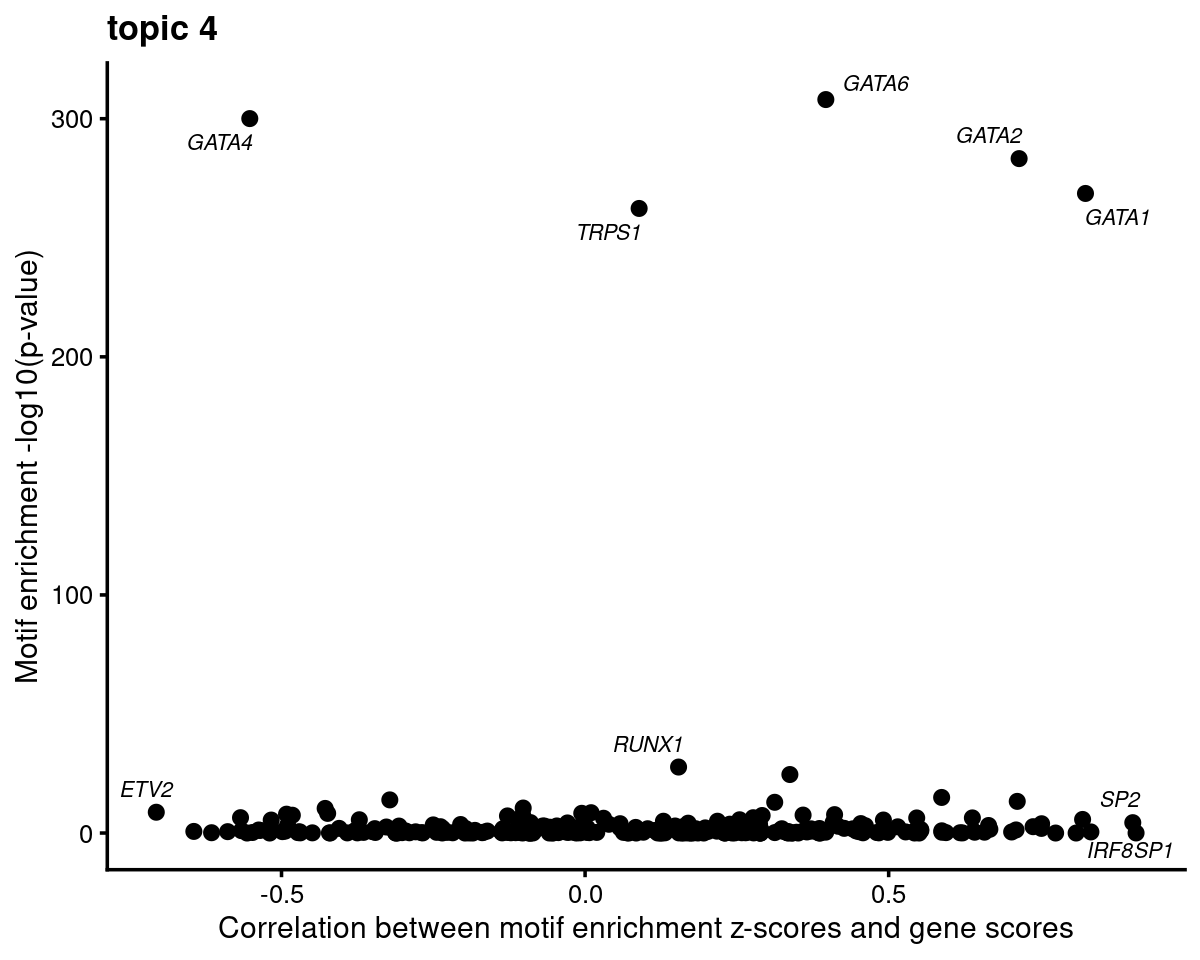 topic 4
Motif enrichment -log10(p-value)
300
200
100
0
GATA6
GATA4
GATA2
GATA1
TRPS1
RUNX1
ETV2
SP2
IRF8SP1
-0.5
0.0
0.5
Correlation between motif enrichment z-scores and gene scores